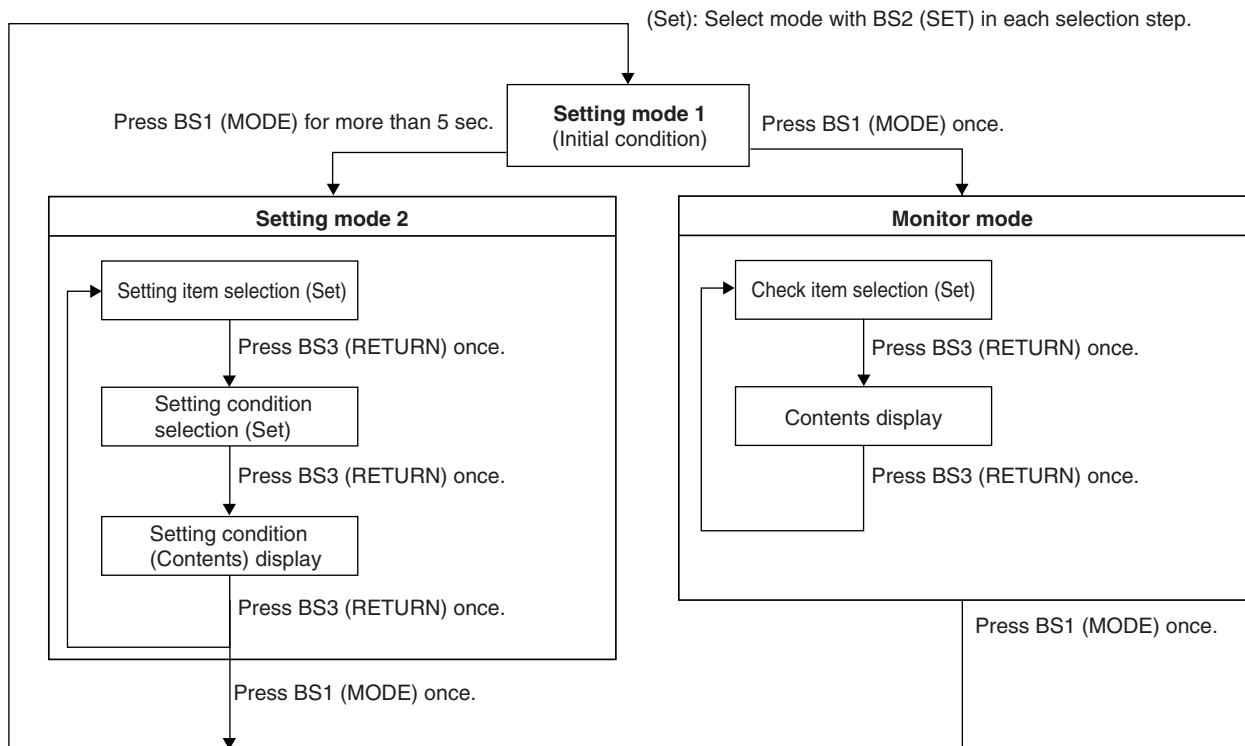 (Set): Select mode with BS2 (SET) in each selection step.
Setting mode 1
(Initial condition)
Press BS1 (MODE) for more than 5 sec.
Press BS1 (MODE) once.
Setting mode 2
Setting item selection (Set)
Press BS3 (RETURN) once.
Setting condition
selection (Set)
Press BS3 (RETURN) once.
Setting condition
(Contents) display
Press BS3 (RETURN) once.
Press BS1 (MODE) once.
Monitor mode
Check item selection (Set)
Press BS3 (RETURN) once.
Contents display
Press BS3 (RETURN) once.
Press BS1 (MODE) once.